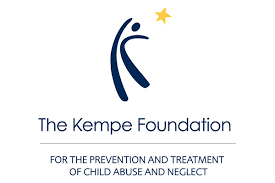 The Kempe Foundation
FOR THE PREVENTION AND TREATMENT
OF CHILD ABUSE AND NEGLECT